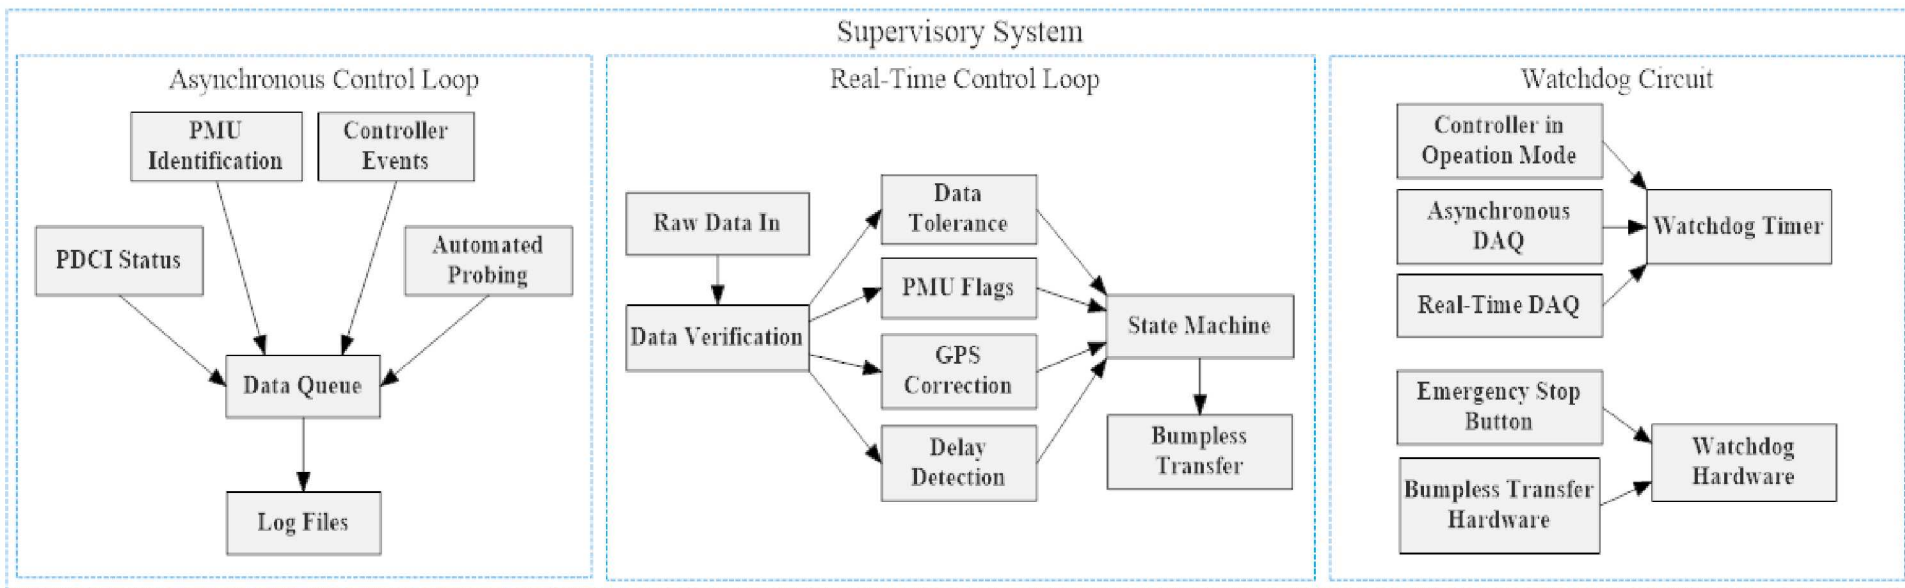 Supervisory System
Asynchronous Control Loop
PMU
Identification
Controller
Events
PDCI Status
Automated
Probing
Data Queue
Log Files
Real-Time Control Loop
Raw Data In
Data Verification
Data
Tolerance
PMU Flags
GPS
Correction
Delay
Detection
State Machine
Bumpless
Transfer
Watchdog Circuit
Controller in
Opeation Mode
Asynchronous
DAQ
Real-Time DAQ
Watchdog Timer
Emergency Stop
Button
Bumpless Transfer
Hardware
Watchdog
Hardware